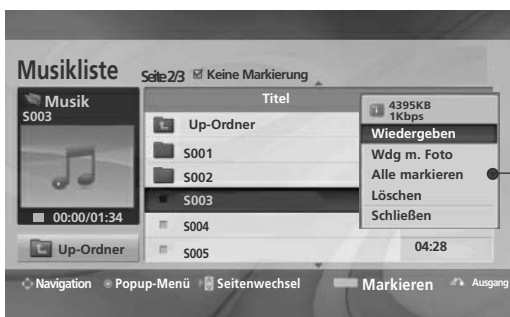 Musikliste
Seite 2/3 Keine Markierung
Musik
S003
00:00/01:34
Up-Ordner
Titel
Up-Ordner
S001
S002
S003
S004
S005
04:28
4395KB
1Kbps
Wiedergeben
Wdg m. Foto
Alle markieren
Löschen
Schließen
Navigation Popup-Menü Seitenwechsel Markieren Ausgang